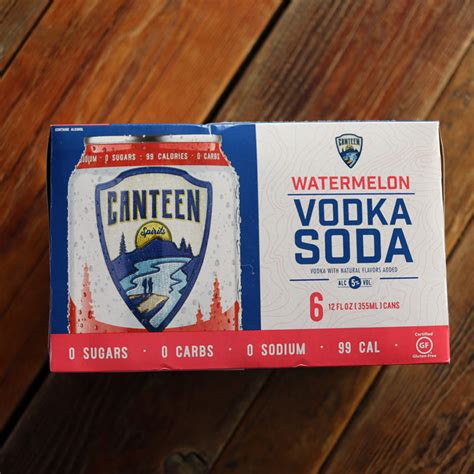 CONTAINS ALCOHOL
0 SUGARS · 99 CALORIES · 0 CARBS
CANTEEN
Spirits
CANTEEN
WATERMELON
VODKA
SODA
VODKA WITH NATURAL FLAVORS ADDED
ALC 5% VOL
6 12 FL OZ (355ML) CANS
0 SUGARS · 0 CARBS · 0 SODIUM · 99 CAL ·
Certified
GF
Gluten-Free